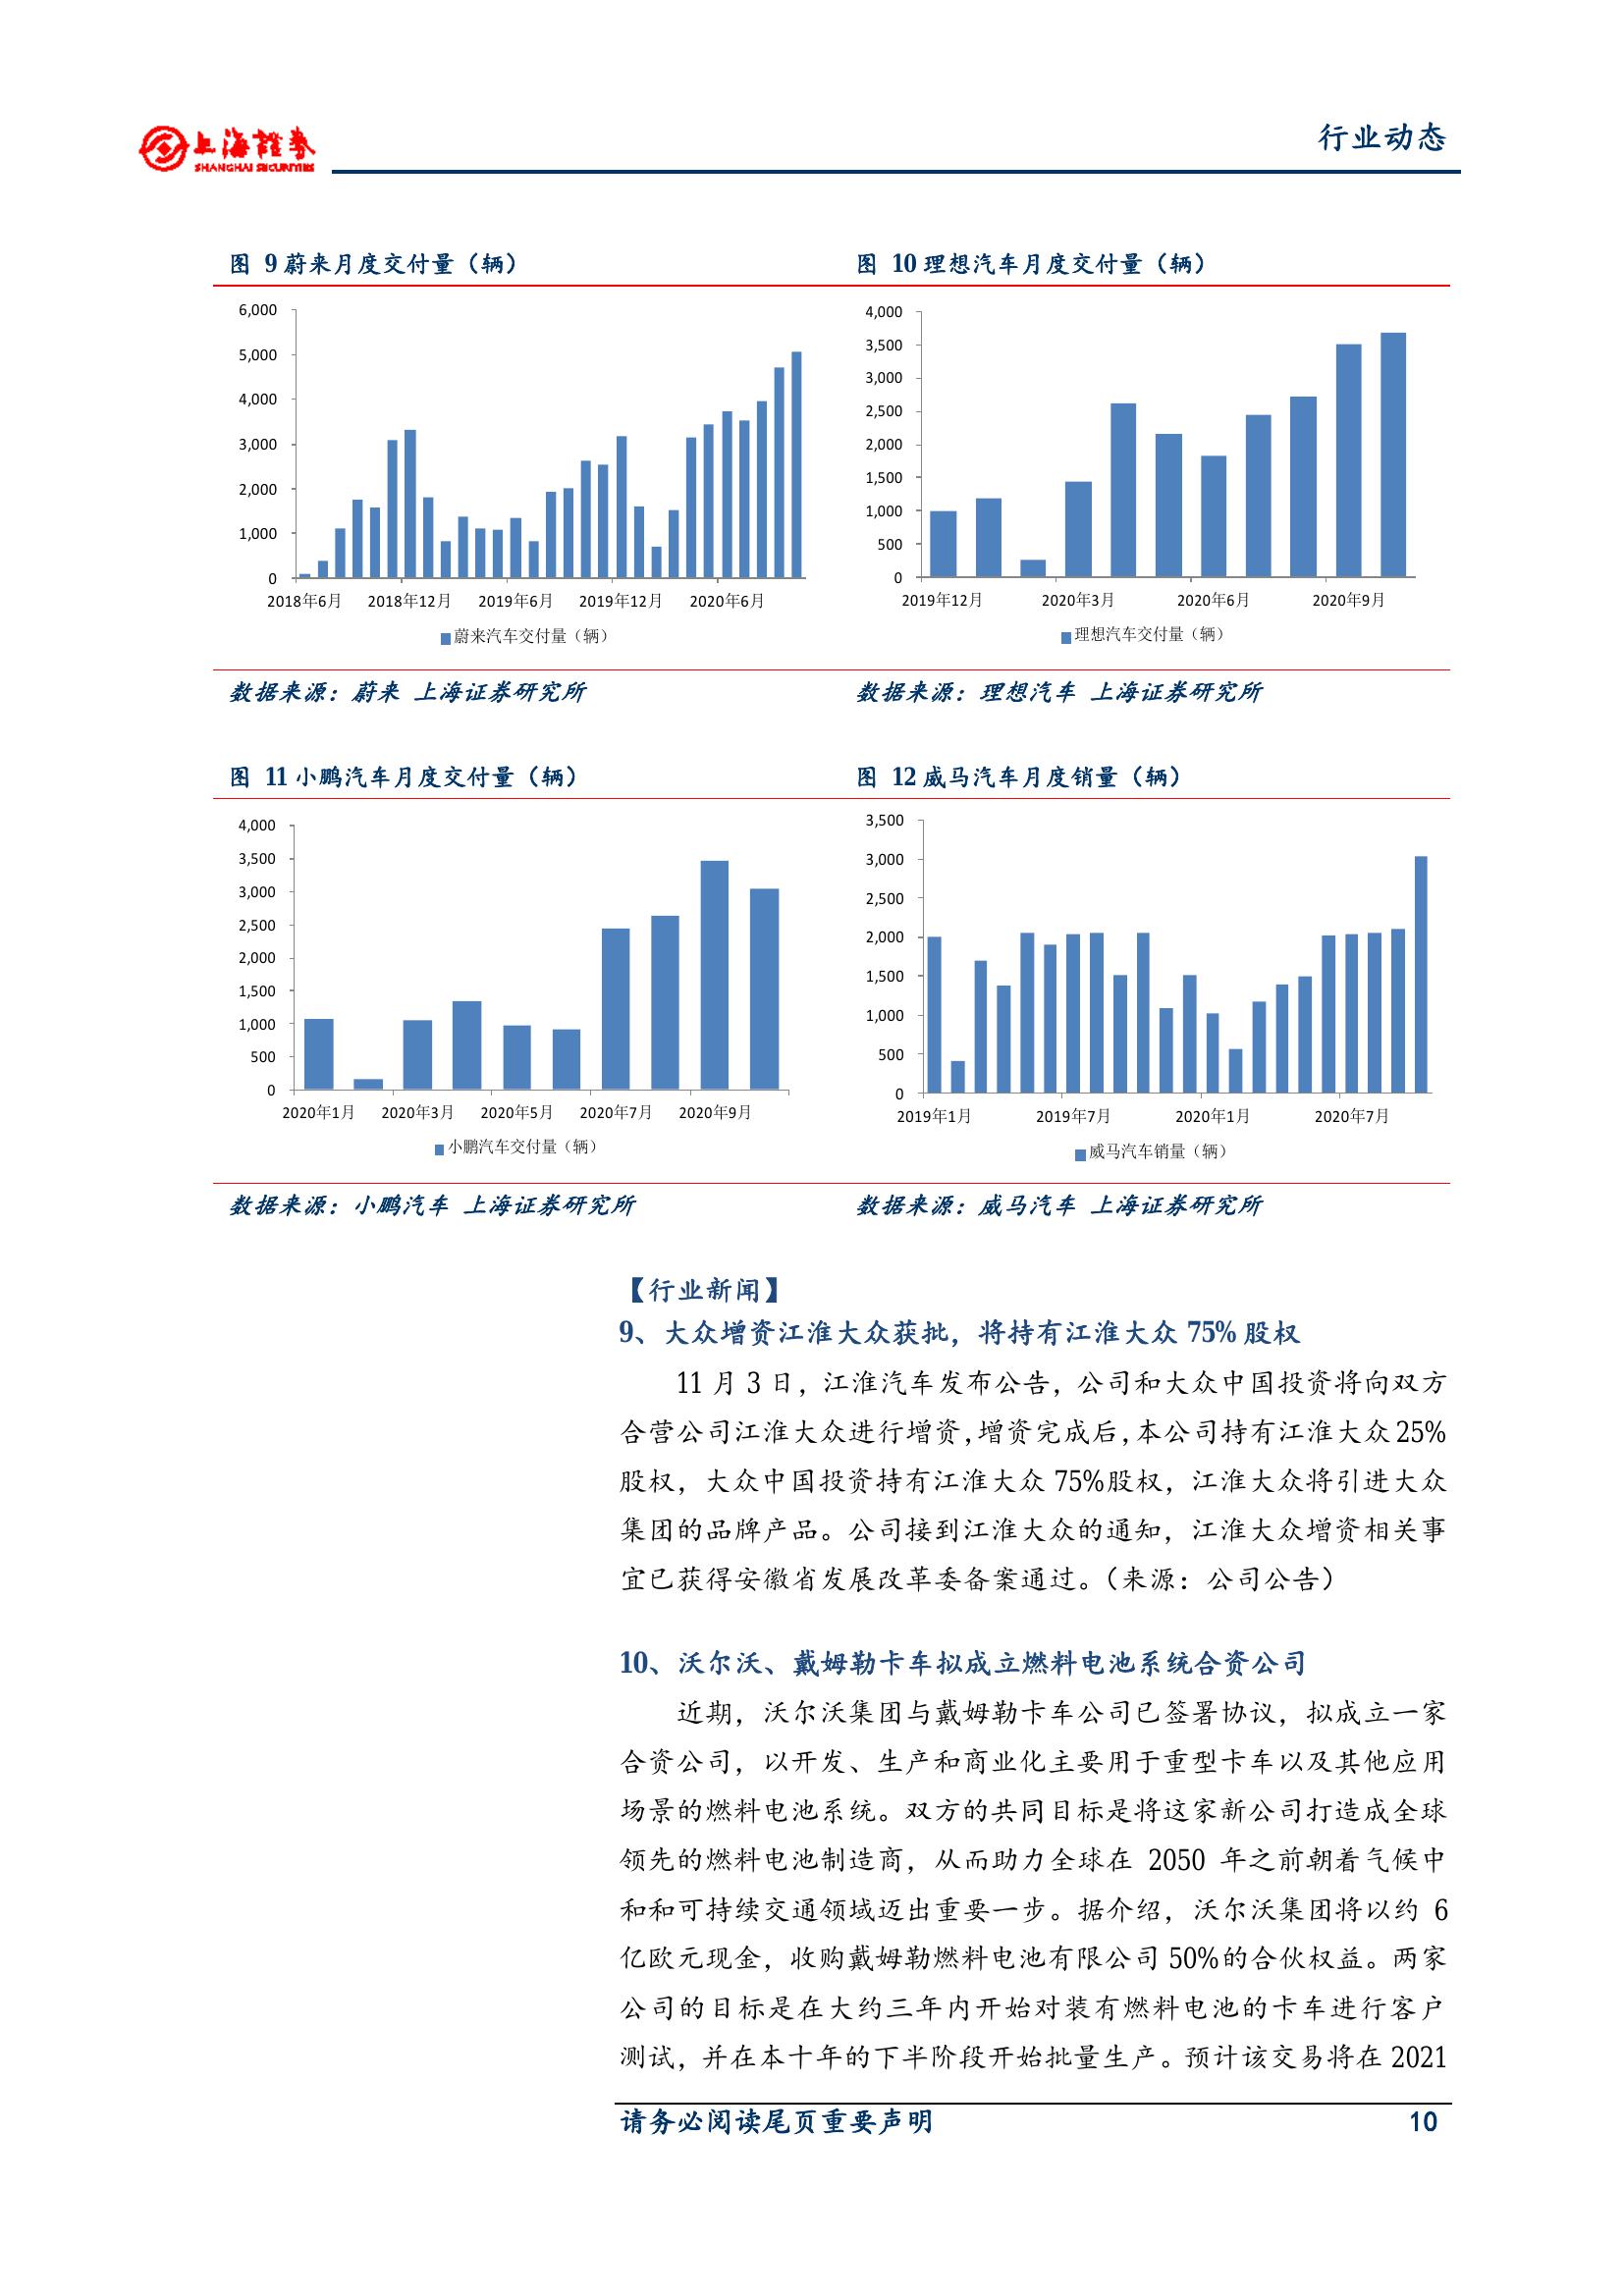 上海證券
SHANGHAI SECURITIES
行业动态
图 9 蔚来月度交付量（辆）
6,000
5,000
4,000
3,000
2,000
1,000
0
2018年6月 2018年12月 2019年6月 2019年12月 2020年6月
蔚来汽车交付量（辆）
数据来源：蔚来 上海证券研究所
图 10 理想汽车月度交付量（辆）
4,000
3,500
3,000
2,500
2,000
1,500
1,000
500
0
2019年12月 2020年3月 2020年6月 2020年9月
理想汽车交付量（辆）
数据来源：理想汽车 上海证券研究所
图 11 小鹏汽车月度交付量（辆）
4,000
3,500
3,000
2,500
2,000
1,500
1,000
500
0
2020年1月 2020年3月 2020年5月 2020年7月 2020年9月
小鹏汽车交付量（辆）
数据来源：小鹏汽车 上海证券研究所
图 12 威马汽车月度销量（辆）
3,500
3,000
2,500
2,000
1,500
1,000
500
0
2019年1月 2019年7月 2020年1月 2020年7月
威马汽车销量（辆）
数据来源：威马汽车 上海证券研究所
【行业新闻】
9、大众增资江淮大众获批，将持有江淮大众 75% 股权
11 月 3 日，江淮汽车发布公告，公司和大众中国投资将向双方
合营公司江淮大众进行增资，增资完成后，本公司持有江淮大众 25%
股权，大众中国投资持有江淮大众 75%股权，江淮大众将引进大众
集团的品牌产品。公司接到江淮大众的通知，江淮大众增资相关事
宜已获得安徽省发展改革委备案通过。（来源：公司公告）
10、沃尔沃、戴姆勒卡车拟成立燃料电池系统合资公司
近期，沃尔沃集团与戴姆勒卡车公司已签署协议，拟成立一家
合资公司，以开发、生产和商业化主要用于重型卡车以及其他应用
场景的燃料电池系统。双方的共同目标是将这家新公司打造成全球
领先的燃料电池制造商，从而助力全球在 2050 年之前朝着气候中
和和可持续交通领域迈出重要一步。据介绍，沃尔沃集团将以约 6
亿欧元现金，收购戴姆勒燃料电池有限公司 50%的合伙权益。两家
公司的目标是在大约三年内开始对装有燃料电池的卡车进行客户
测试，并在本十年的下半阶段开始批量生产。预计该交易将在 2021
请务必阅读尾页重要声明
10